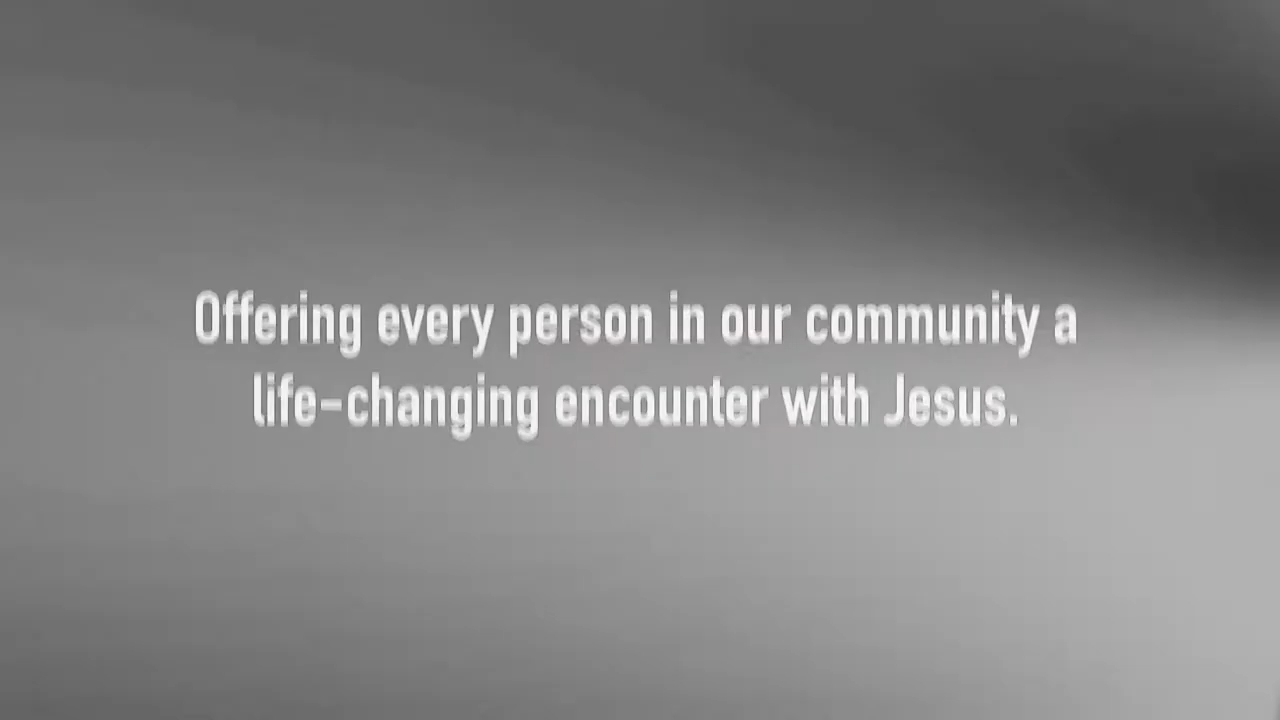 Offering every person in our community a
life-changing encounter with Jesus.